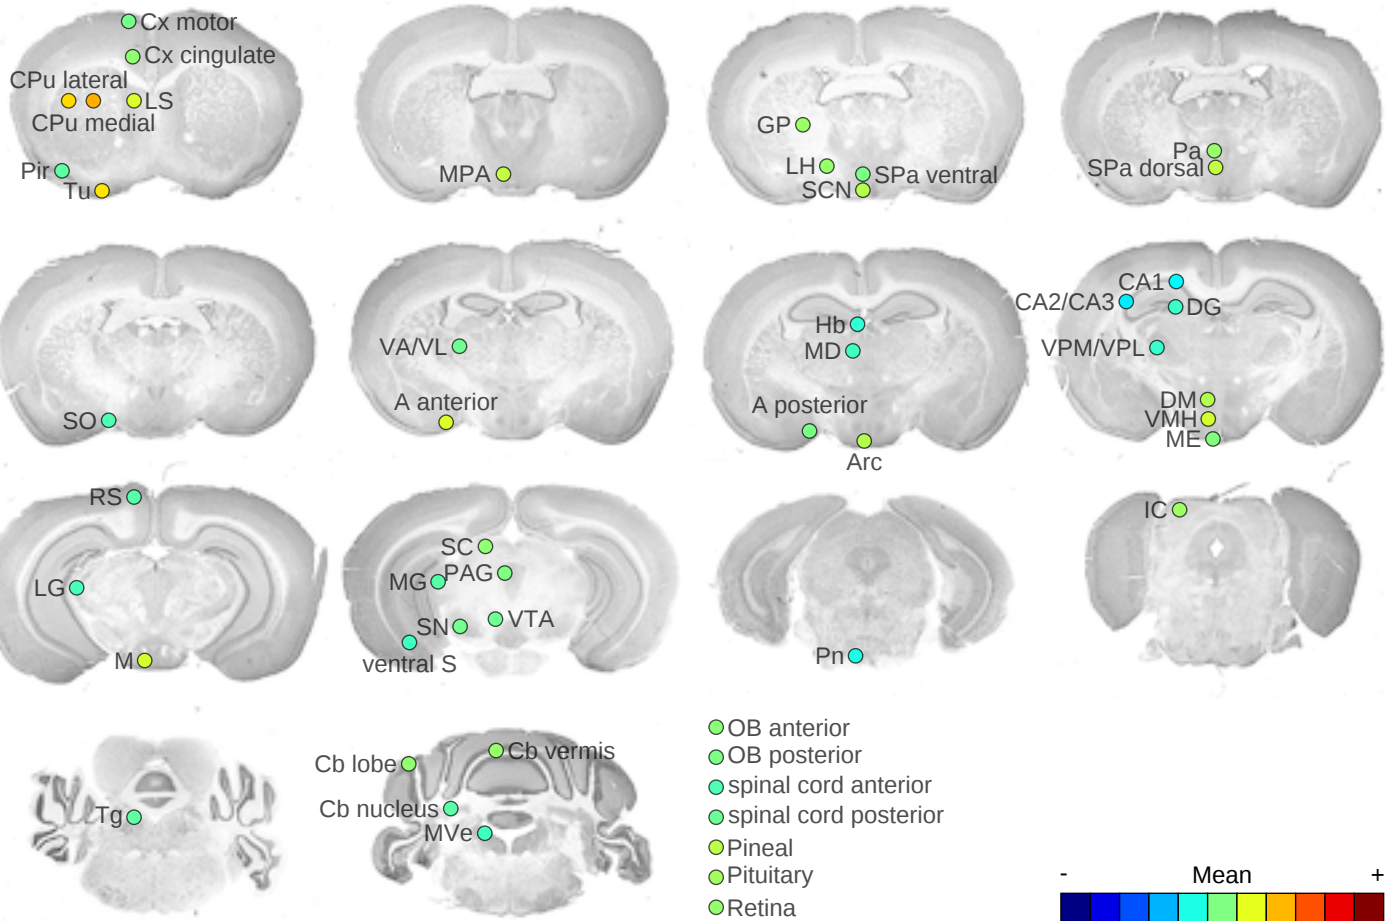 Cx motor
Cx cingulate
CPu lateral
LS
CPu medial
Pir
Tu
MPA
GP
LH
SPa ventral
SCN
Pa
SPa dorsal
SO
VA/VL
A anterior
Hb
MD
A posterior
Arc
CA1
CA2/CA3
DG
VPM/VPL
DM
VMH
ME
RS
LG
M
SC
MG
PAG
SN
VTA
ventral S
Pn
IC
Tg
Cb lobe
Cb vermis
Cb nucleus
MVe
OB anterior
OB posterior
spinal cord anterior
spinal cord posterior
Pineal
Pituitary
Retina
- Mean +